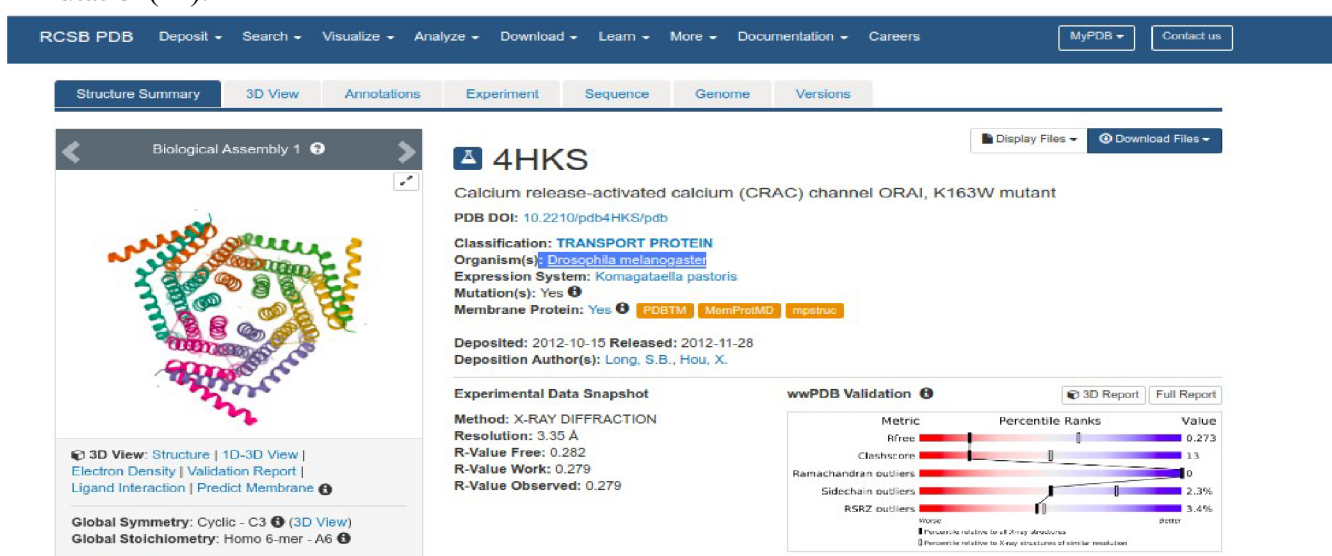 RCSB PDB Deposit Search Visualize Analyze Download Learn More Documentation Careers MyPDB Contact us
Structure Summary 3D View Annotations Experiment Sequence Genome Versions
Biological Assembly 1
Display Files Download Files
4HKS
Calcium release-activated calcium (CRAC) channel ORAI, K163W mutant
PDB DOI: 10.2210/pdb4HKS/pdb
Classification: TRANSPORT PROTEIN
Organism(s): Drosophila melanogaster
Expression System: Komagataella pastoris
Mutation(s): Yes
Membrane Protein: Yes PDBTM MemProtMD mpstruc
Deposited: 2012-10-15 Released: 2012-11-28
Deposition Author(s): Long, S.B., Hou, X.
3D View: Structure | 1D-3D View |
Electron Density | Validation Report |
Ligand Interaction | Predict Membrane
Global Symmetry: Cyclic - C3 (3D View)
Global Stoichiometry: Homo 6-mer - A6
Experimental Data Snapshot
Method: X-RAY DIFFRACTION
Resolution: 3.35 Å
R-Value Free: 0.282
R-Value Work: 0.279
R-Value Observed: 0.279
wwPDB Validation 3D Report Full Report
Metric Percentile Ranks Value
Rfree 0.273
Clashscore 13
Ramachandran outliers 0
Sidechain outliers 2.3%
RSRZ outliers 3.4%
Worse Better
Percentile relative to all X-ray structures
Percentile relative to X-ray structures of similar resolution